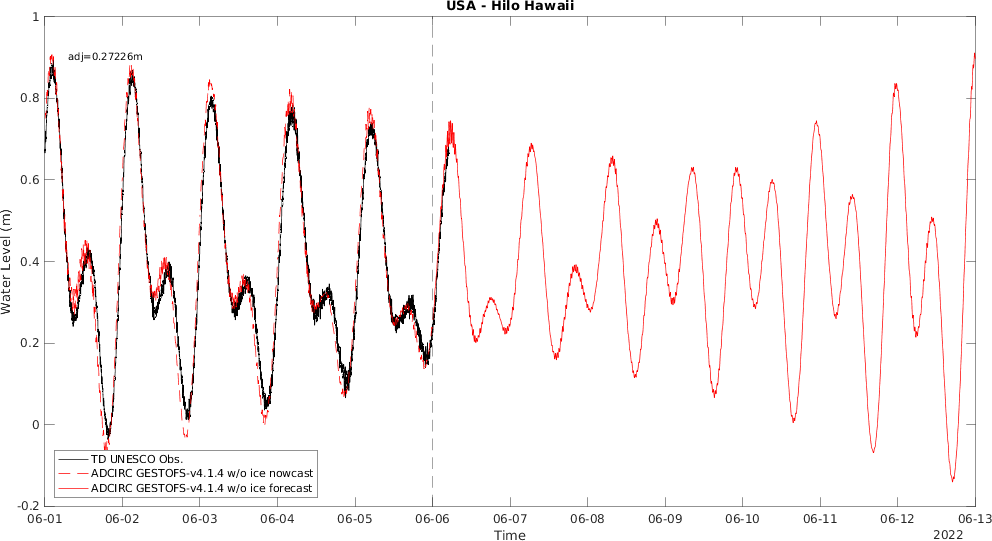 USA - Hilo Hawaii
adj=0.27226m
1
0.8
0.6
0.4
0.2
0
-0.2
Water Level (m)
TD UNESCO Obs.
ADCIRC GESTOFS-v4.1.4 w/o ice nowcast
ADCIRC GESTOFS-v4.1.4 w/o ice forecast
06-01 06-02 06-03 06-04 06-05 06-06 06-07 06-08 06-09 06-10 06-11 06-12 06-13
Time
2022